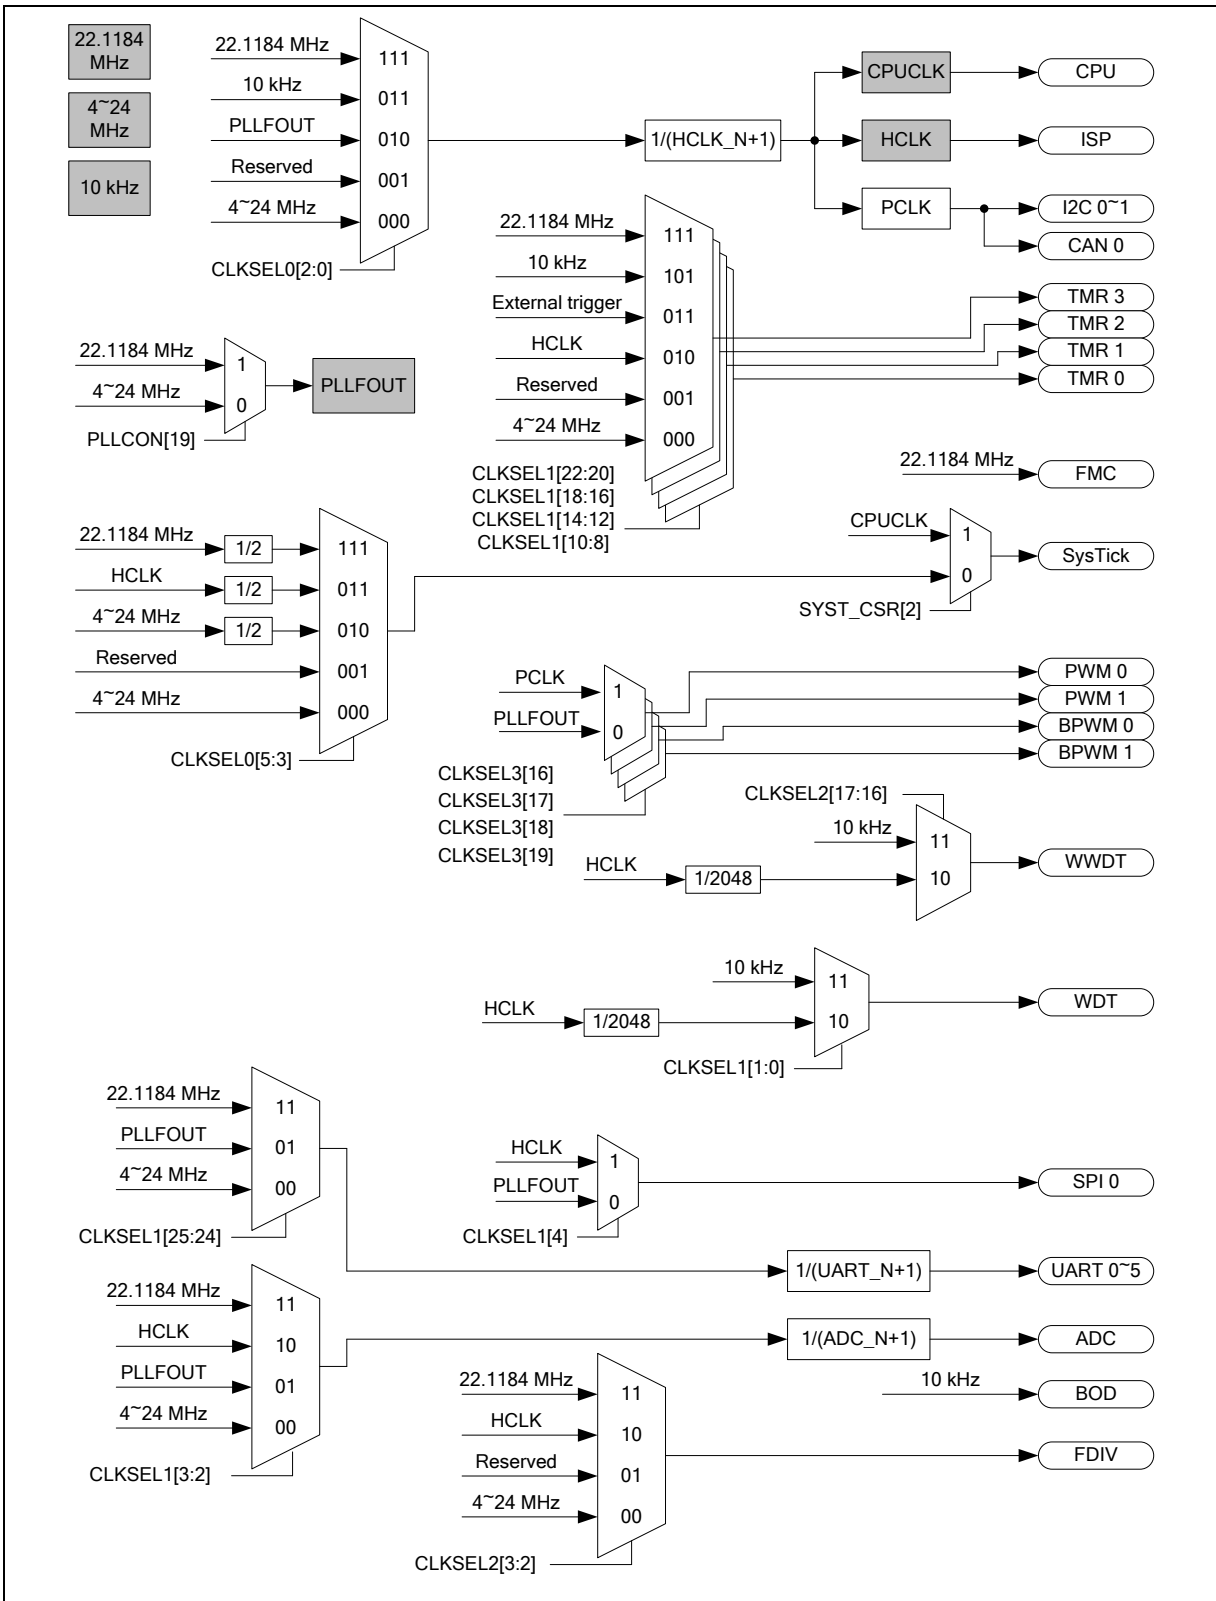 22.1184
MHz
4~24
MHz
10 kHz
22.1184 MHz
111
10 kHz
011
PLLFOUT
010
Reserved
001
4~24 MHz
000
CLKSEL0[2:0]
1/(HCLK_N+1)
CPUCLK
CPU
HCLK
ISP
PCLK
I2C 0~1
CAN 0
22.1184 MHz
111
10 kHz
101
External trigger
011
HCLK
010
Reserved
001
4~24 MHz
000
CLKSEL1[22:20]
CLKSEL1[18:16]
CLKSEL1[14:12]
CLKSEL1[10:8]
TMR 3
TMR 2
TMR 1
TMR 0
22.1184 MHz
1
4~24 MHz
0
PLLCON[19]
PLLFOUT
22.1184 MHz
FMC
22.1184 MHz
1/2
111
HCLK
1/2
011
4~24 MHz
1/2
010
Reserved
001
4~24 MHz
000
CLKSEL0[5:3]
CPUCLK
1
0
SYST_CSR[2]
SysTick
PCLK
1
PLLFOUT
0
CLKSEL3[16]
CLKSEL3[17]
CLKSEL3[18]
CLKSEL3[19]
PWM 0
PWM 1
BPWM 0
BPWM 1
CLKSEL2[17:16]
10 kHz
11
HCLK
1/2048
10
WWDT
10 kHz
11
HCLK
1/2048
10
CLKSEL1[1:0]
WDT
22.1184 MHz
11
PLLFOUT
01
4~24 MHz
00
CLKSEL1[25:24]
HCLK
1
PLLFOUT
0
CLKSEL1[4]
SPI 0
1/(UART_N+1)
UART 0~5
22.1184 MHz
11
HCLK
10
PLLFOUT
01
4~24 MHz
00
CLKSEL1[3:2]
1/(ADC_N+1)
ADC
10 kHz
BOD
22.1184 MHz
11
HCLK
10
Reserved
01
4~24 MHz
00
CLKSEL2[3:2]
FDIV